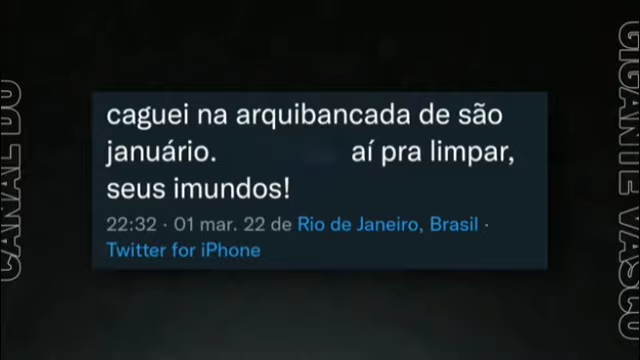 CANAL DO
caguei na arquibancada de são
januário. aí pra limpar,
seus imundos!
22:32 · 01 mar. 22 de Rio de Janeiro, Brasil ·
Twitter for iPhone
GIGANTE VASCO